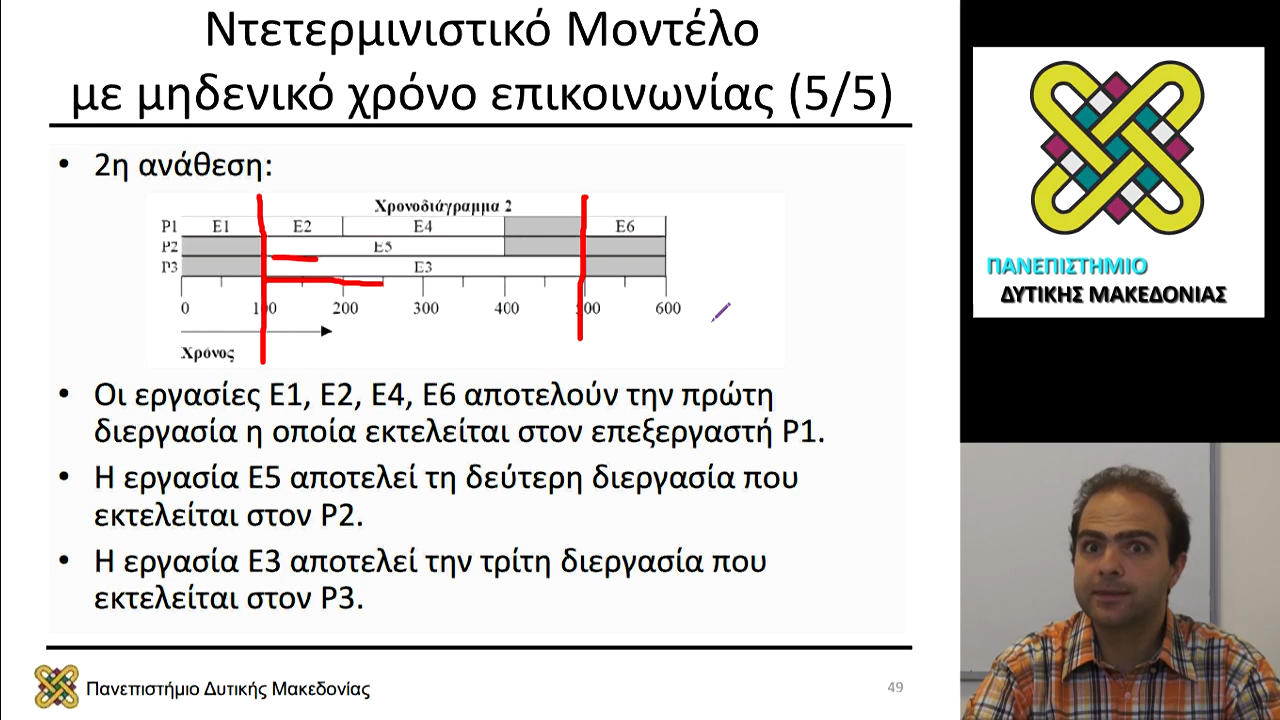 Ντετερμινιστικό Μοντέλο
με μηδενικό χρόνο επικοινωνίας (5/5)
• 2η ανάθεση:
Χρονοδιάγραμμα 2
P1 E1 E2 E4 E6
P2 E5
P3 E3
0 100 200 300 400 500 600
Χρόνος
• Οι εργασίες Ε1, Ε2, Ε4, Ε6 αποτελούν την πρώτη
διεργασία η οποία εκτελείται στον επεξεργαστή P1.
• Η εργασία Ε5 αποτελεί τη δεύτερη διεργασία που
εκτελείται στον P2.
• Η εργασία Ε3 αποτελεί την τρίτη διεργασία που
εκτελείται στον P3.
Πανεπιστήμιο Δυτικής Μακεδονίας
49
ΠΑΝΕΠΙΣΤΗΜΙΟ
ΔΥΤΙΚΗΣ ΜΑΚΕΔΟΝΙΑΣ